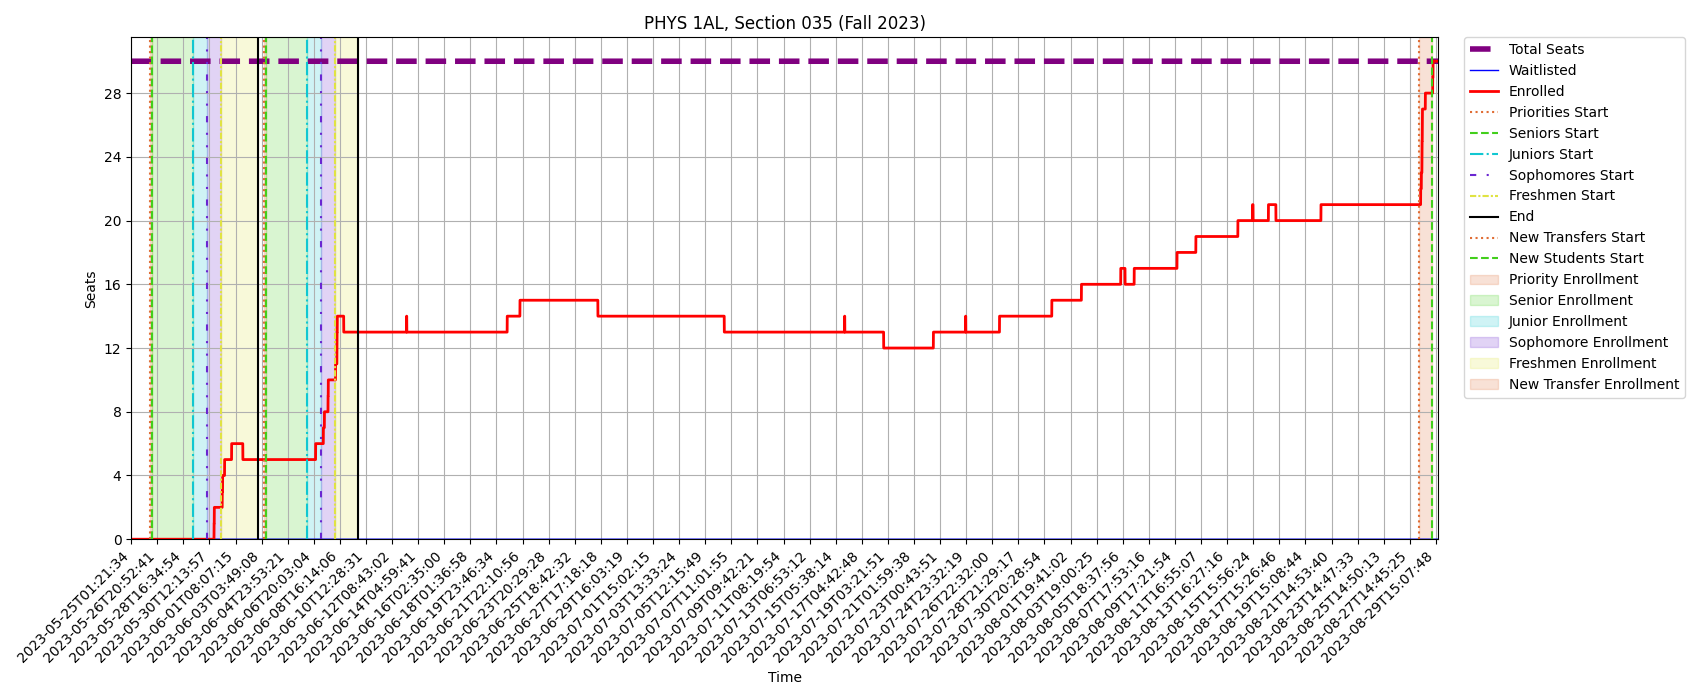 PHYS 1AL, Section 035 (Fall 2023)
Seats
28
24
20
16
12
8
4
0
2023-05-25T01:21:34
2023-05-26T20:52:41
2023-05-28T16:34:54
2023-05-30T12:13:57
2023-06-01T08:07:15
2023-06-03T03:49:08
2023-06-04T23:53:21
2023-06-06T20:03:04
2023-06-08T16:14:06
2023-06-10T12:28:31
2023-06-12T08:43:02
2023-06-14T04:59:41
2023-06-16T02:35:00
2023-06-18T01:36:58
2023-06-19T23:46:34
2023-06-21T22:10:56
2023-06-23T20:29:28
2023-06-25T18:42:32
2023-06-27T17:18:18
2023-06-29T16:03:19
2023-07-01T15:02:15
2023-07-03T13:33:24
2023-07-05T12:15:49
2023-07-07T11:01:55
2023-07-09T09:42:21
2023-07-11T08:19:54
2023-07-13T06:53:12
2023-07-15T05:38:14
2023-07-17T04:42:48
2023-07-19T03:21:51
2023-07-21T01:59:38
2023-07-23T00:43:51
2023-07-24T23:32:19
2023-07-26T22:32:00
2023-07-28T21:29:17
2023-07-30T20:28:54
2023-08-01T19:41:02
2023-08-03T19:00:25
2023-08-05T18:37:56
2023-08-07T17:53:16
2023-08-09T17:21:54
2023-08-11T16:55:07
2023-08-13T16:27:16
2023-08-15T15:56:24
2023-08-17T15:26:46
2023-08-19T15:08:44
2023-08-21T14:53:40
2023-08-23T14:47:33
2023-08-25T14:50:13
2023-08-27T14:45:25
2023-08-29T15:07:48
Time
Total Seats
Waitlisted
Enrolled
Priorities Start
Seniors Start
Juniors Start
Sophomores Start
Freshmen Start
End
New Transfers Start
New Students Start
Priority Enrollment
Senior Enrollment
Junior Enrollment
Sophomore Enrollment
Freshmen Enrollment
New Transfer Enrollment